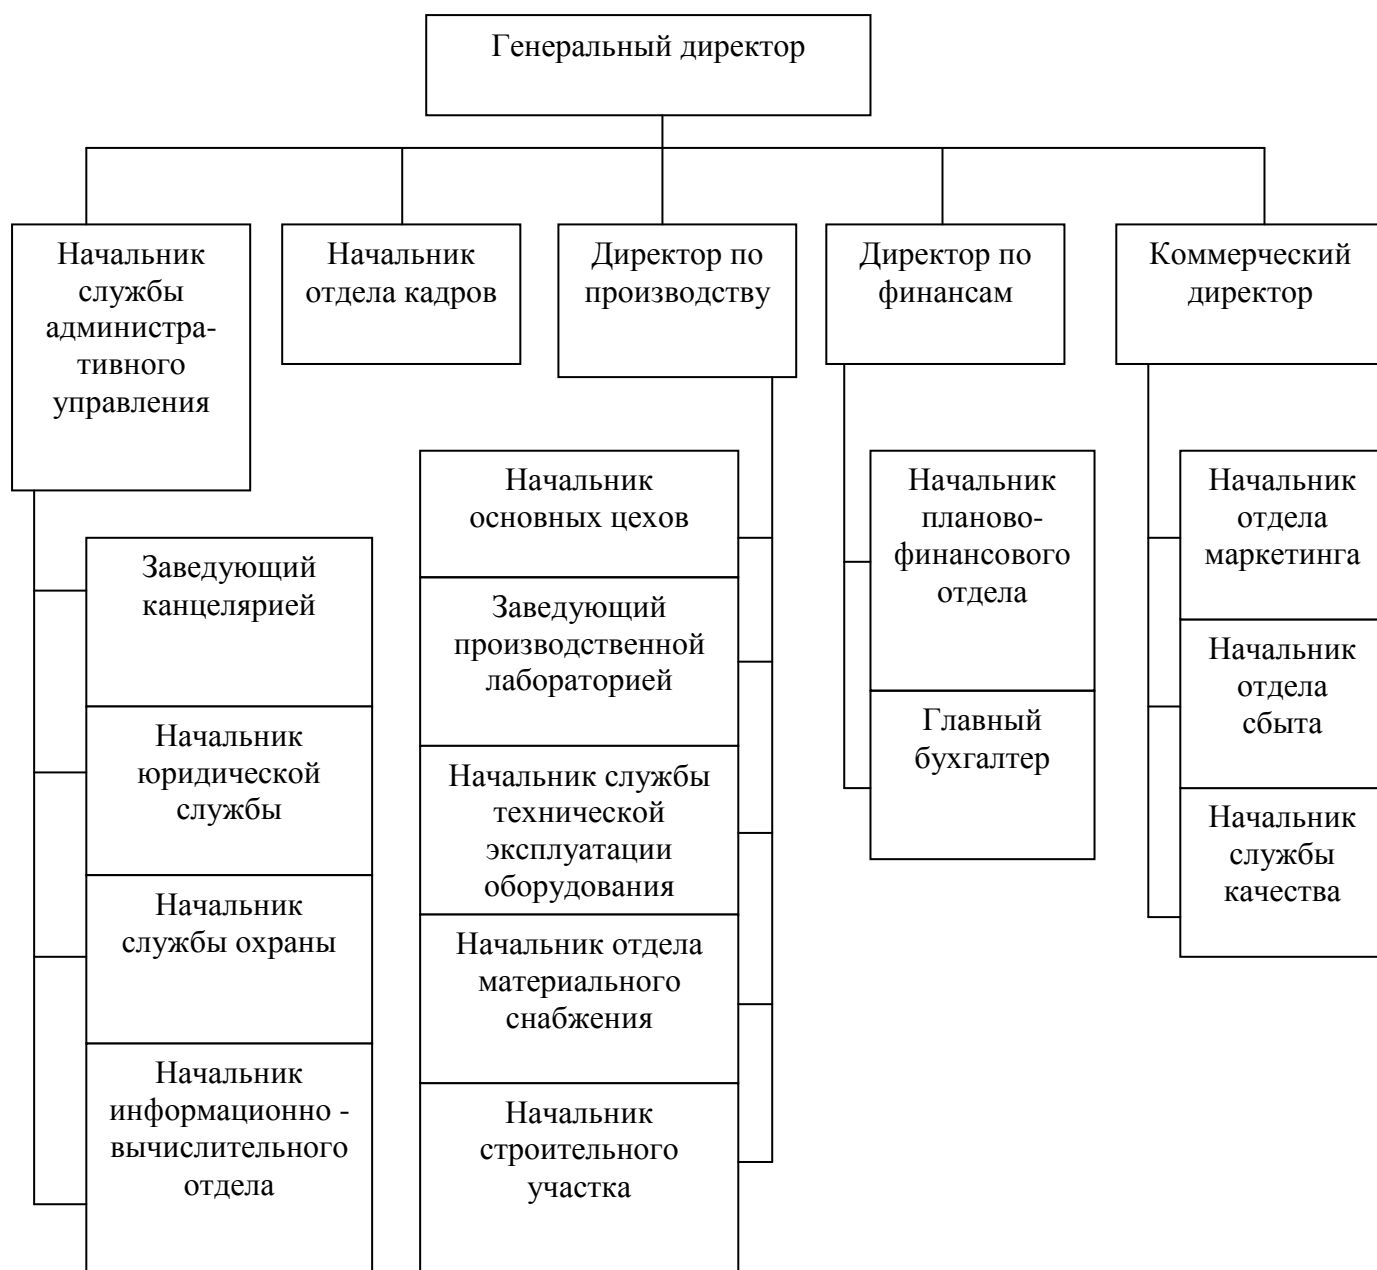 Генеральный директор
Начальник
службы
администра-
тивного
управления
Начальник
отдела кадров
Директор по
производству
Директор по
финансам
Коммерческий
директор
Заведующий
канцелярией
Начальник
юридической
службы
Начальник
службы охраны
Начальник
информационно -
вычислительного
отдела
Начальник
основных цехов
Заведующий
производственной
лабораторией
Начальник службы
технической
эксплуатации
оборудования
Начальник отдела
материального
снабжения
Начальник
строительного
участка
Начальник
планово-
финансового
отдела
Главный
бухгалтер
Начальник
отдела
маркетинга
Начальник
отдела
сбыта
Начальник
службы
качества